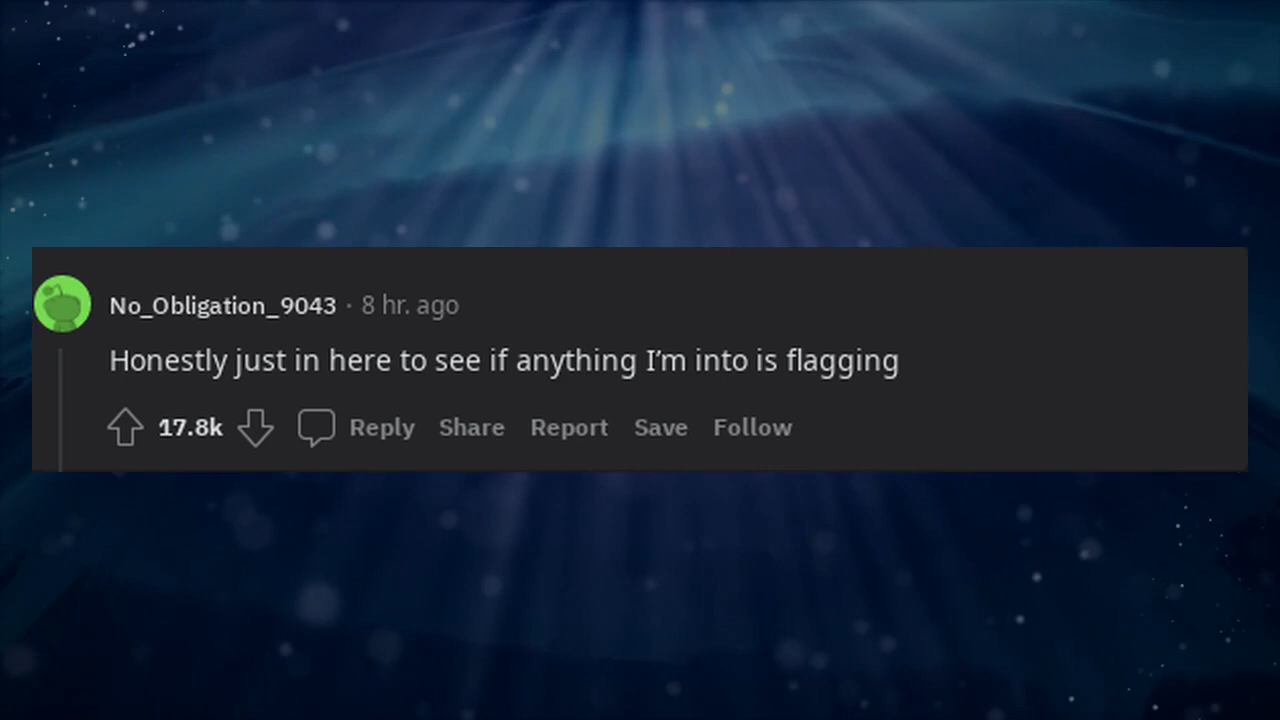 No_Obligation_9043 · 8 hr. ago
Honestly just in here to see if anything I’m into is flagging
17.8k Reply Share Report Save Follow